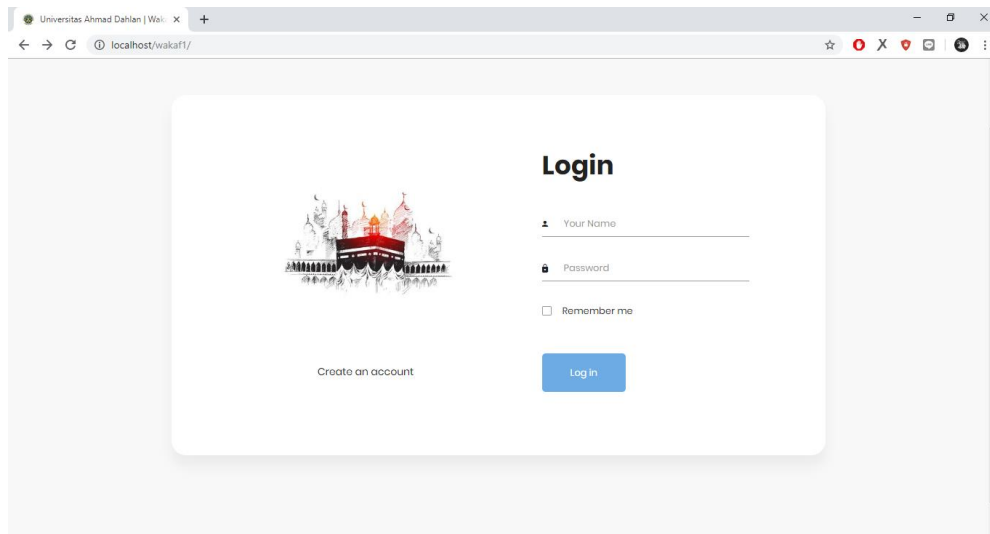 Universitas Ahmad Dahlan | Wak
localhost/wakaf1/
Login
Your Name
Password
Remember me
Create an account
Log in